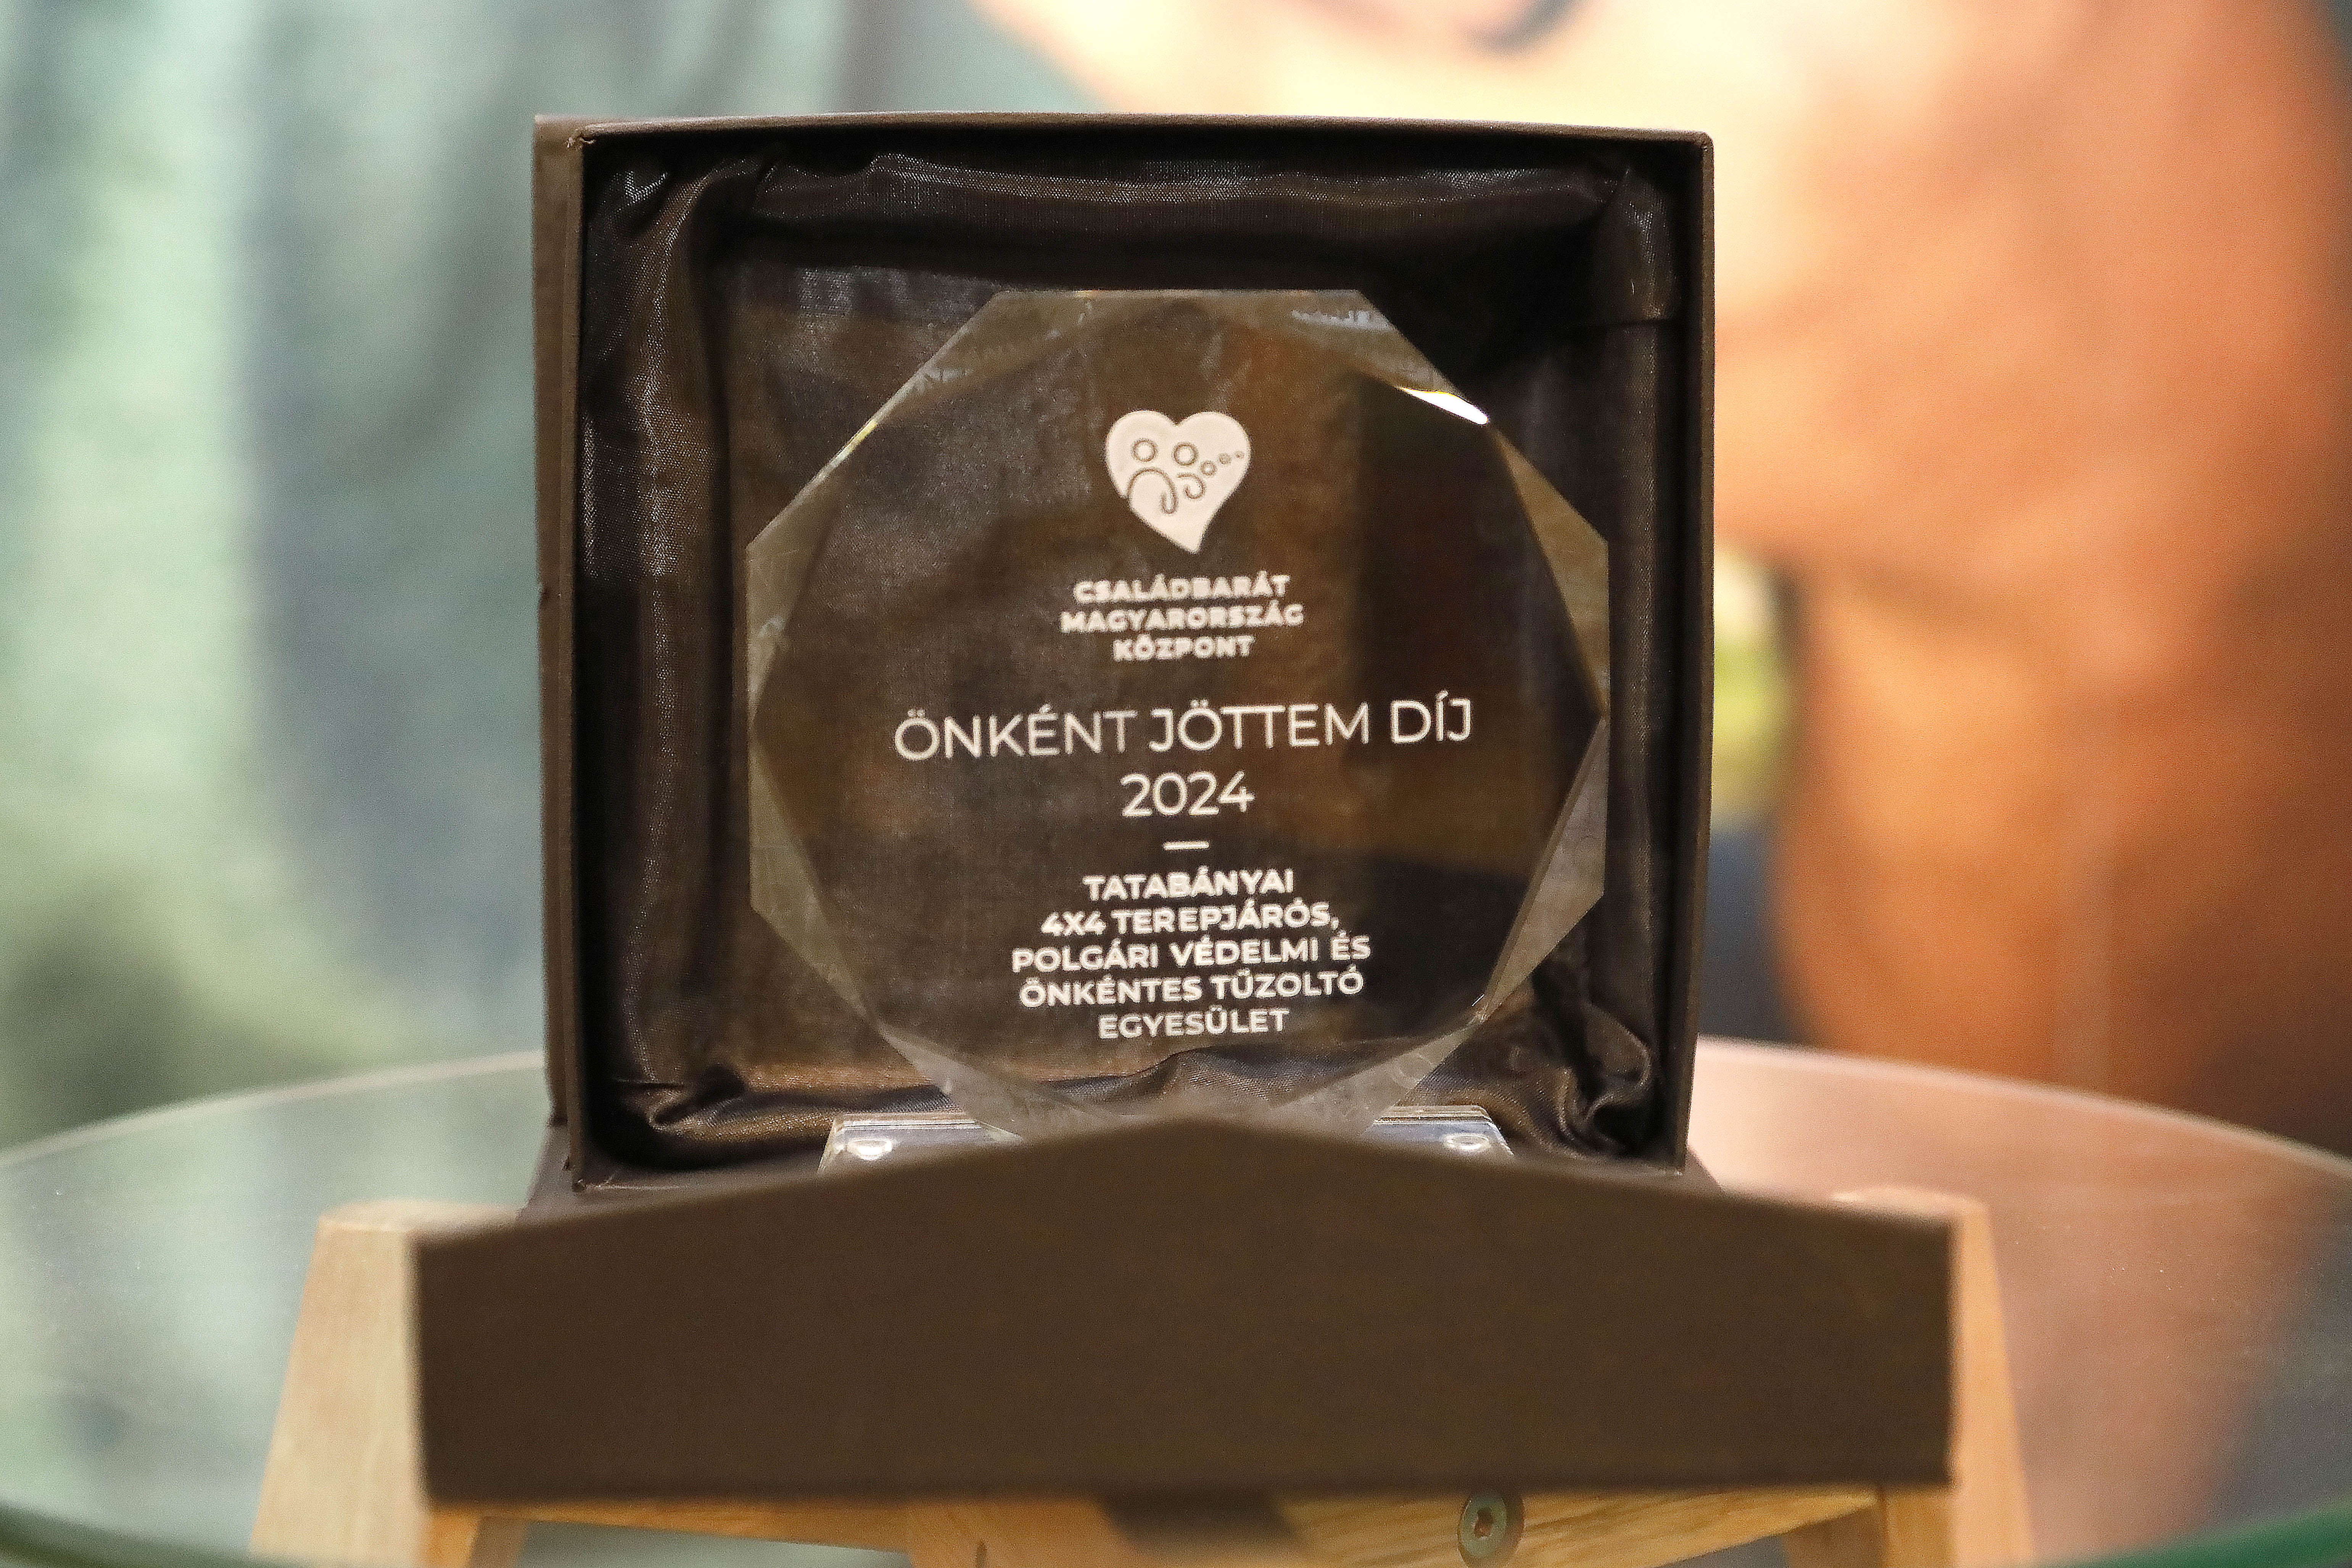 CSALÁDBARÁT
MAGYARORSZÁG
KÖZPONT
ÖNKÉNT JÖTTEM DÍJ
2024
—
TATABÁNYAI
4X4 TEREPJÁRÓS,
POLGÁRI VÉDELMI ÉS
ÖNKÉNTES TŰZOLTÓ
EGYESÜLET